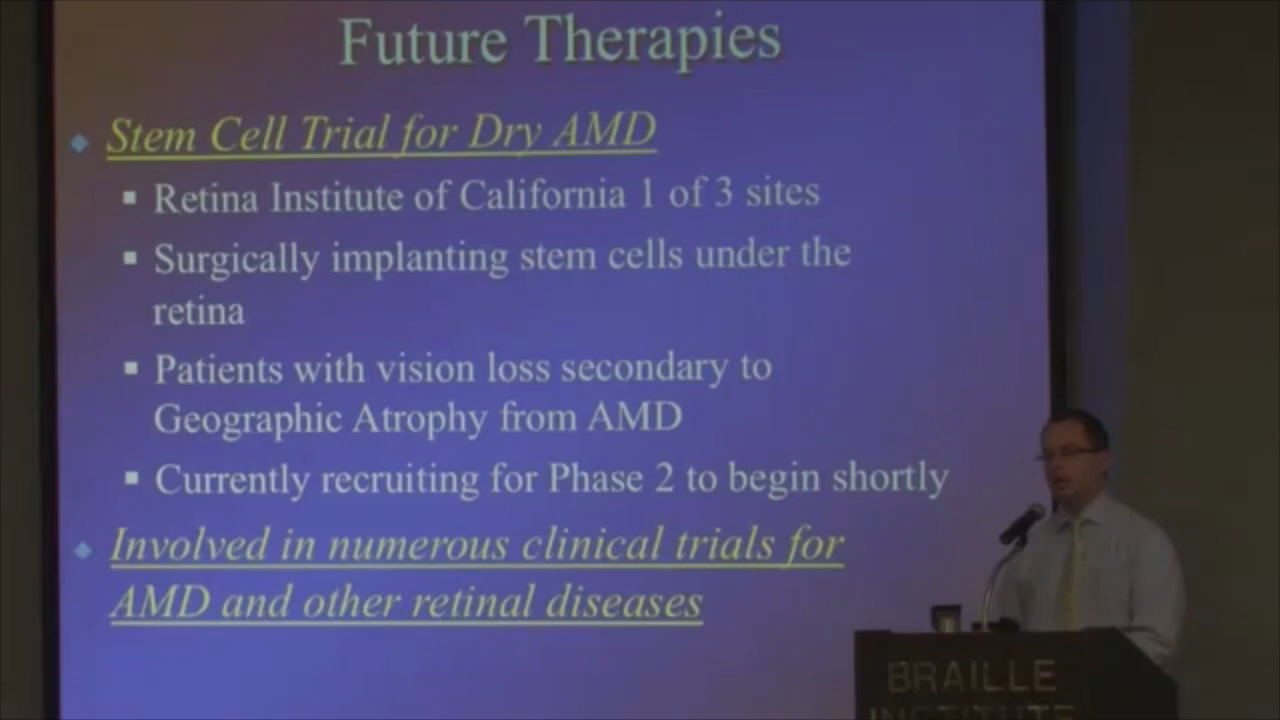 Future Therapies
Stem Cell Trial for Dry AMD
Retina Institute of California 1 of 3 sites
Surgically implanting stem cells under the
retina
Patients with vision loss secondary to
Geographic Atrophy from AMD
Currently recruiting for Phase 2 to begin shortly
Involved in numerous clinical trials for
AMD and other retinal diseases
BRAILLE
INSTITUTE